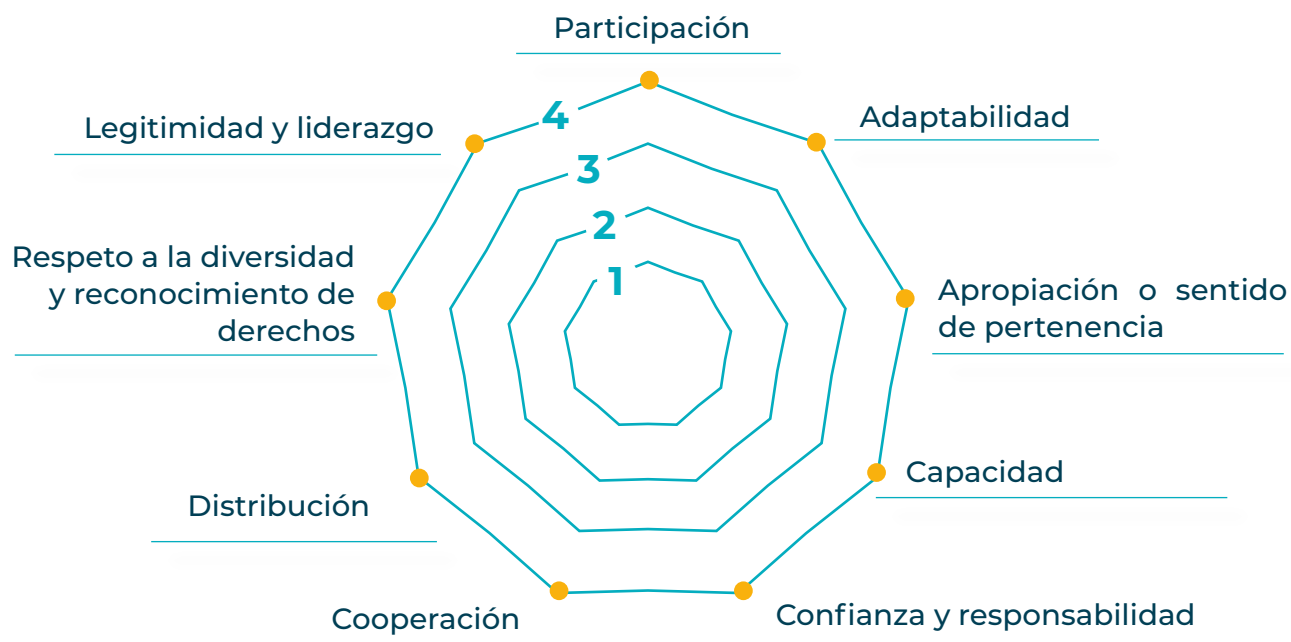 Participación
4
Legitimidad y liderazgo
Adaptabilidad
3
2
1
Respeto a la diversidad
y reconocimiento de
derechos
Apropiación o sentido
de pertenencia
Capacidad
Distribución
Cooperación
Confianza y responsabilidad